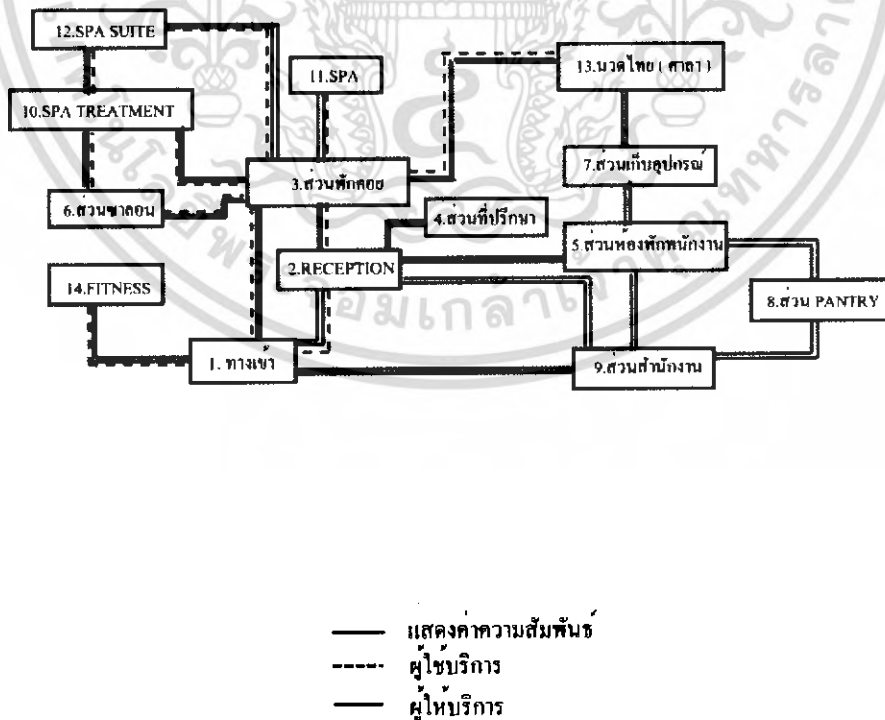 12.SPA SUITE
11.SPA
13.นวดไทย ( ศาลา )
10.SPA TREATMENT
3.ส่วนพักคอย
7.ส่วนเก็บอุปกรณ์
6.ส่วนซาลอน
4.ส่วนที่ปรึกษา
5.ส่วนห้องพักพนักงาน
2.RECEPTION
14.FITNESS
8.ส่วน PANTRY
1. ทางเข้า
9.ส่วนสำนักงาน
แสดงค่าความสัมพันธ์
ผู้ใช้บริการ
ผู้ให้บริการ